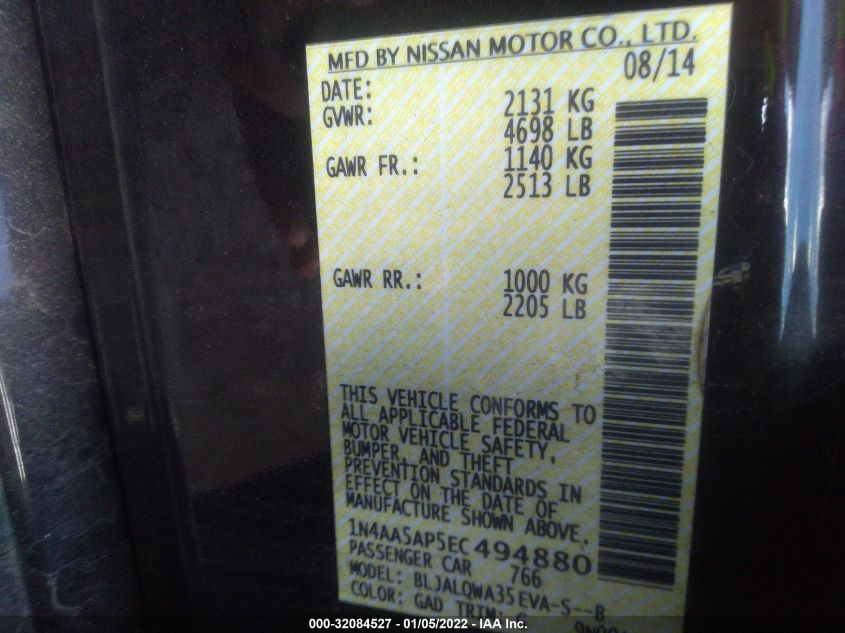 MFD BY NISSAN MOTOR CO., LTD.
DATE: 08/14
GVWR: 2131 KG
4698 LB
GAWR FR.: 1140 KG
2513 LB
GAWR RR.: 1000 KG
2205 LB
THIS VEHICLE CONFORMS TO
ALL APPLICABLE FEDERAL
MOTOR VEHICLE SAFETY,
BUMPER, AND THEFT
PREVENTION STANDARDS IN
EFFECT ON THE DATE OF
MANUFACTURE SHOWN ABOVE.
1N4AA5AP5EC494880
PASSENGER CAR 766
MODEL: BLJALQWA35EVA-S--B
COLOR: GAD TRIM:
000-32084527 - 01/05/2022 - IAA Inc.